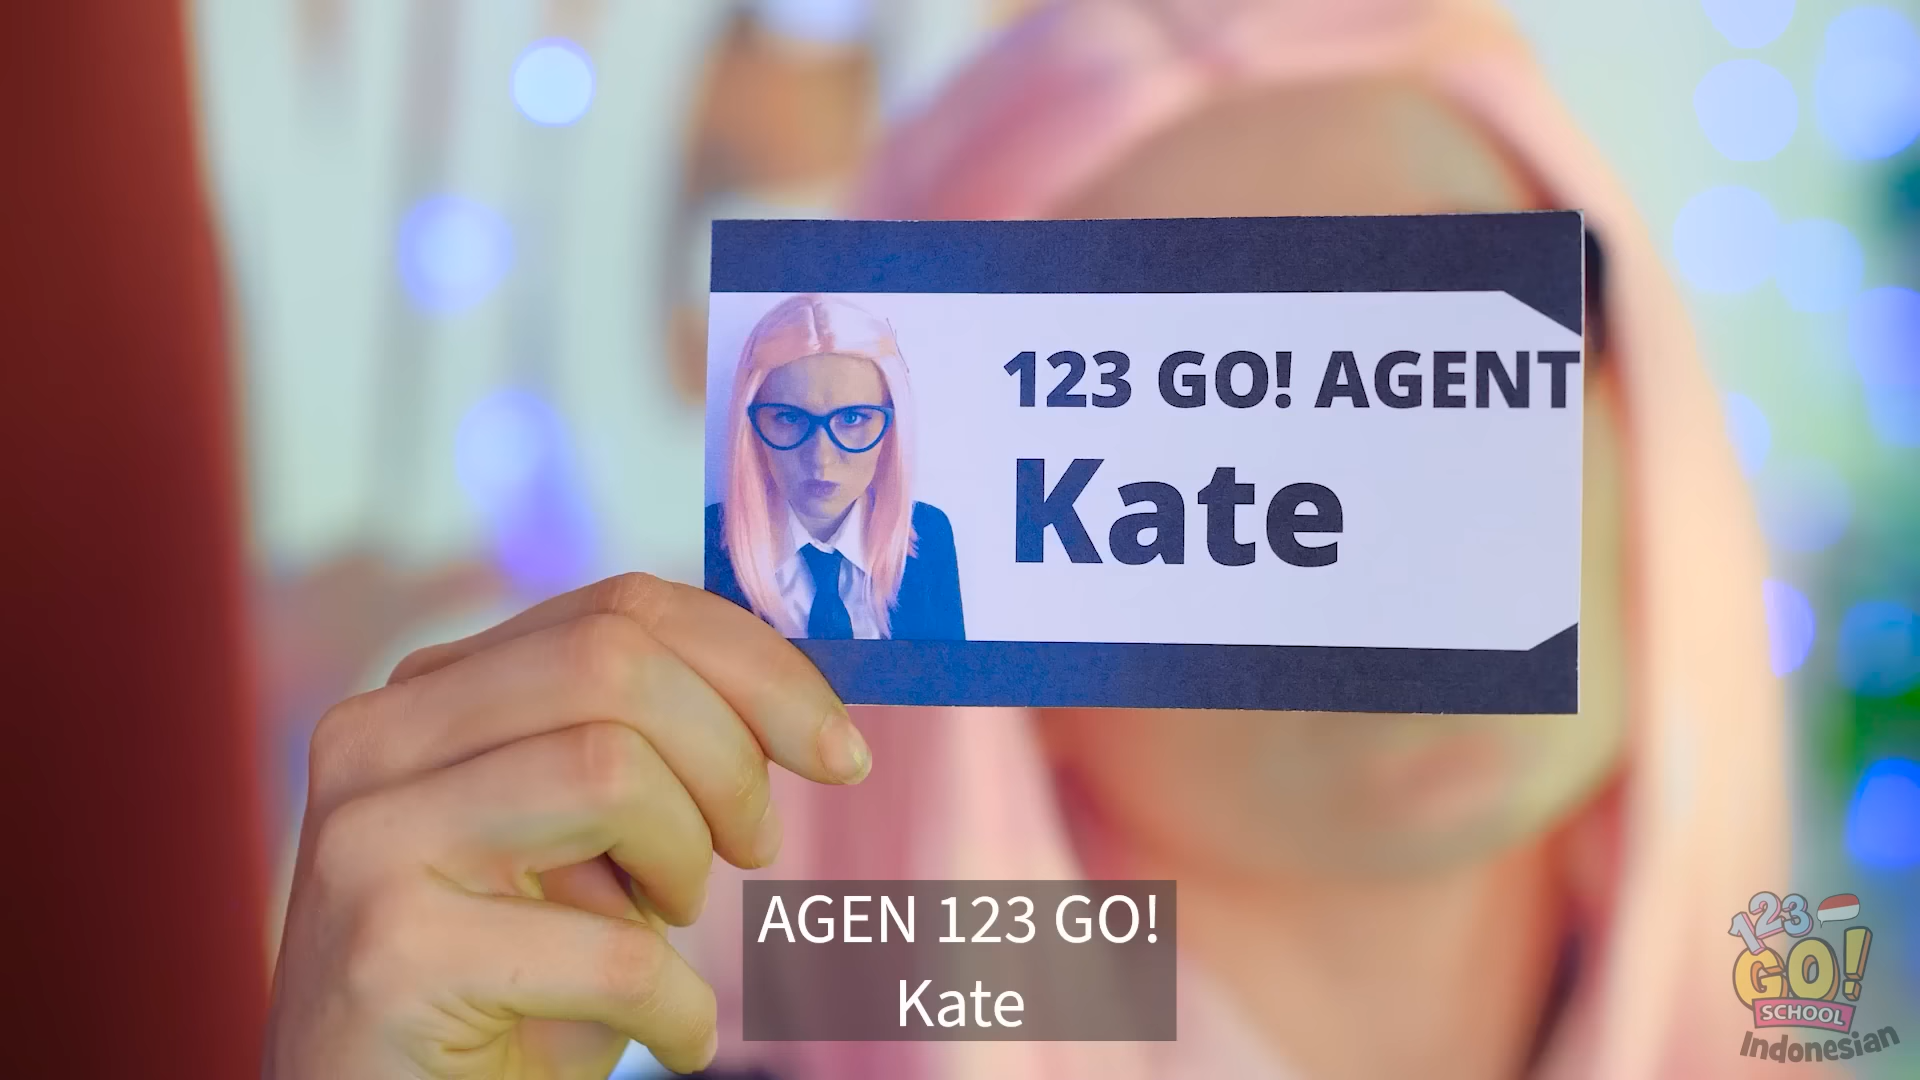 123 GO! AGENT
Kate
AGEN 123 GO!
Kate
123
GO!
SCHOOL
Indonesian